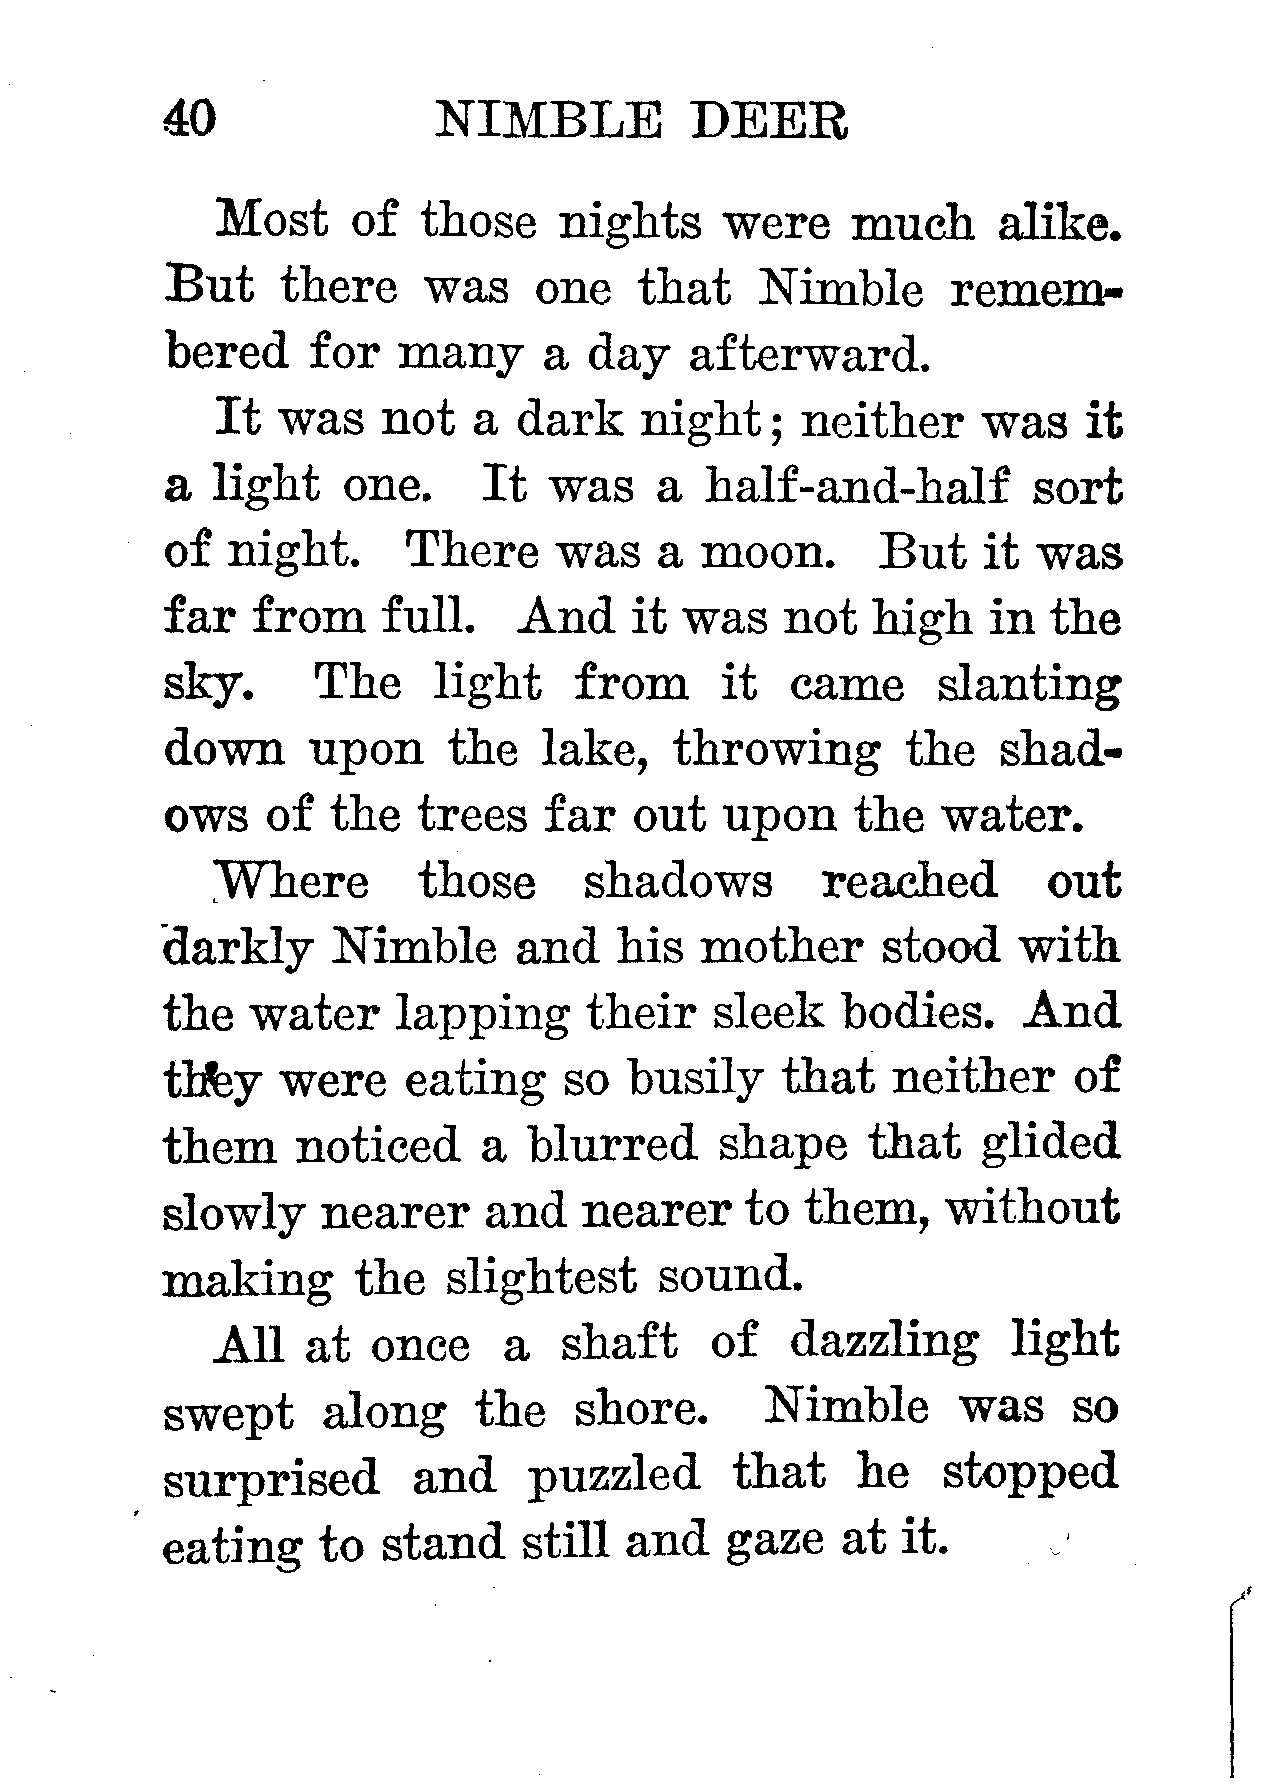 40 NIMBLE DEER
Most of those nights were much alike.
But there was one that Nimble remem-
bered for many a day afterward.
It was not a dark night; neither was it
a light one. It was a half-and-half sort
of night. There was a moon. But it was
far from full. And it was not high in the
sky. The light from it came slanting
down upon the lake, throwing the shad-
ows of the trees far out upon the water.
Where those shadows reached out
darkly Nimble and his mother stood with
the water lapping their sleek bodies. And
they were eating so busily that neither of
them noticed a blurred shape that glided
slowly nearer and nearer to them, without
making the slightest sound.
All at once a shaft of dazzling light
swept along the shore. Nimble was so
surprised and puzzled that he stopped
eating to stand still and gaze at it.